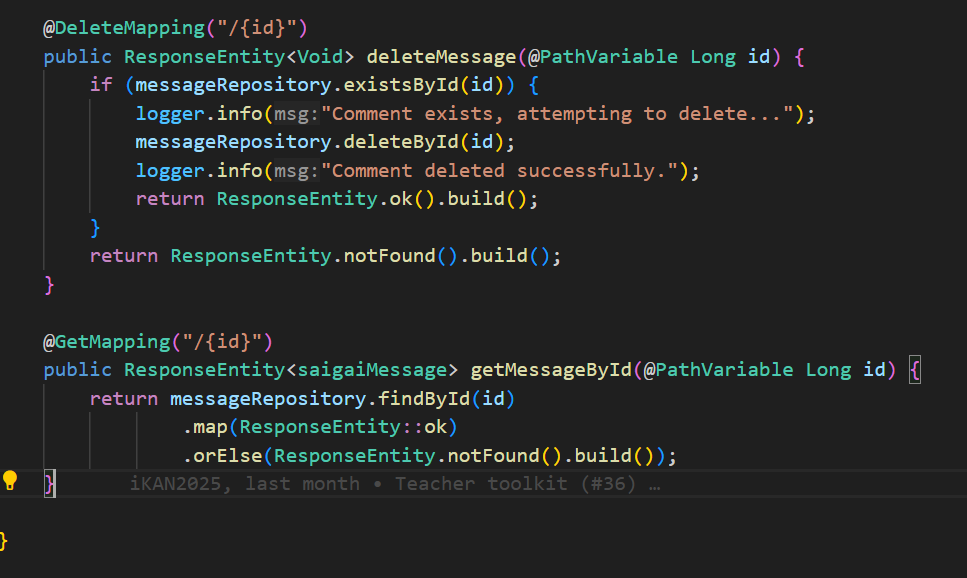 @DeleteMapping("/{id}")
public ResponseEntity<Void> deleteMessage(@PathVariable Long id) {
if (messageRepository.existsById(id)) {
logger.info(msg:"Comment exists, attempting to delete...");
messageRepository.deleteById(id);
logger.info(msg:"Comment deleted successfully.");
return ResponseEntity.ok().build();
}
return ResponseEntity.notFound().build();
}
@GetMapping("/{id}")
public ResponseEntity<saigaiMessage> getMessageById(@PathVariable Long id) {
return messageRepository.findById(id)
.map(ResponseEntity::ok)
.orElse(ResponseEntity.notFound().build());
} iKAN2025, last month • Teacher toolkit (#36) …
}